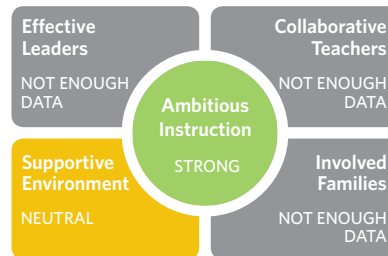 Effective
Leaders
NOT ENOUGH
DATA
Collaborative
Teachers
NOT ENOUGH
DATA
Ambitious
Instruction
STRONG
Supportive
Environment
NEUTRAL
Involved
Families
NOT ENOUGH
DATA